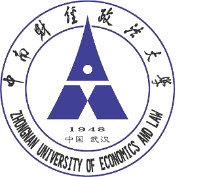 中南财经政法大学
1948
中国 武汉
ZHONGNAN UNIVERSITY OF ECONOMICS AND LAW